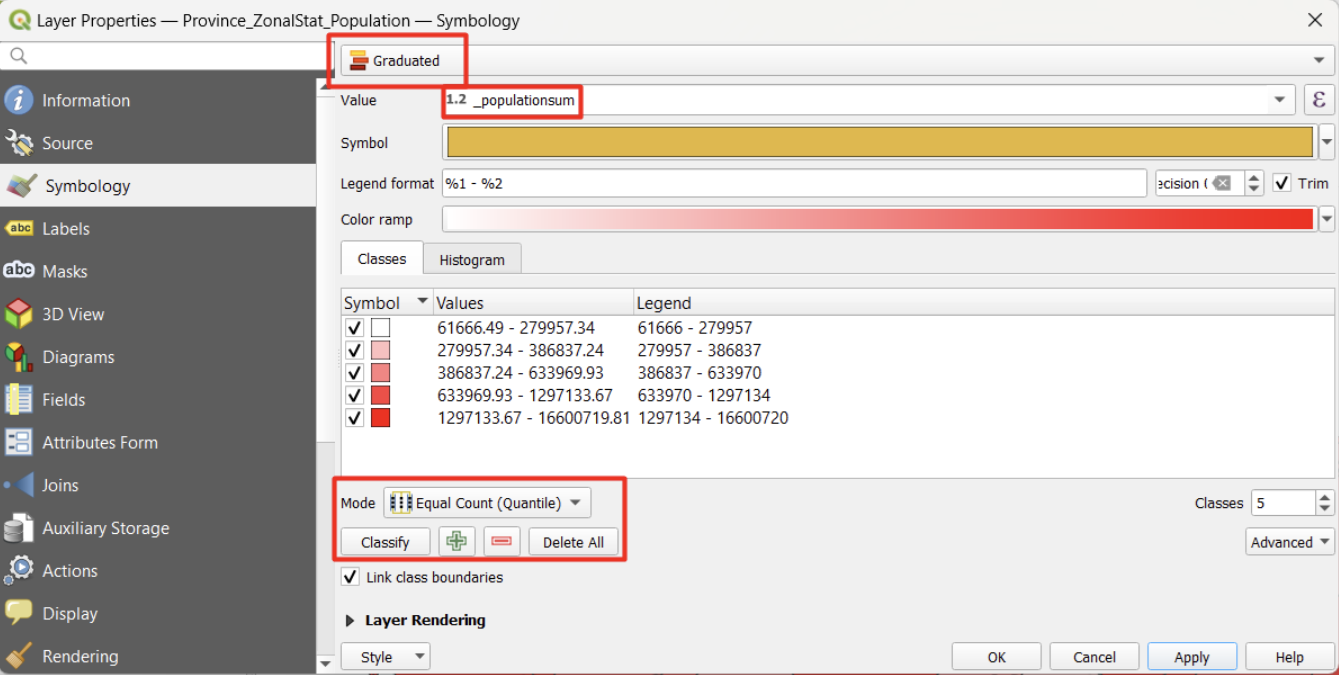 Layer Properties — Province_ZonalStat_Population — Symbology
Graduated
Information
Value 1.2 _populationsum ε
Source
Symbol
Symbology
Legend format %1 - %2 ecision ( Trim
Color ramp
Labels
Classes Histogram
Masks
Symbol Values Legend
3D View
61666.49 - 279957.34 61666 - 279957
279957.34 - 386837.24 279957 - 386837
Diagrams
386837.24 - 633969.93 386837 - 633970
633969.93 - 1297133.67 633970 - 1297134
Fields
1297133.67 - 16600719.81 1297134 - 16600720
Attributes Form
Joins
Mode Equal Count (Quantile) Classes 5
Auxiliary Storage
Classify Delete All Advanced
Actions
Link class boundaries
Display
Layer Rendering
Rendering
Style OK Cancel Apply Help
abc
abc